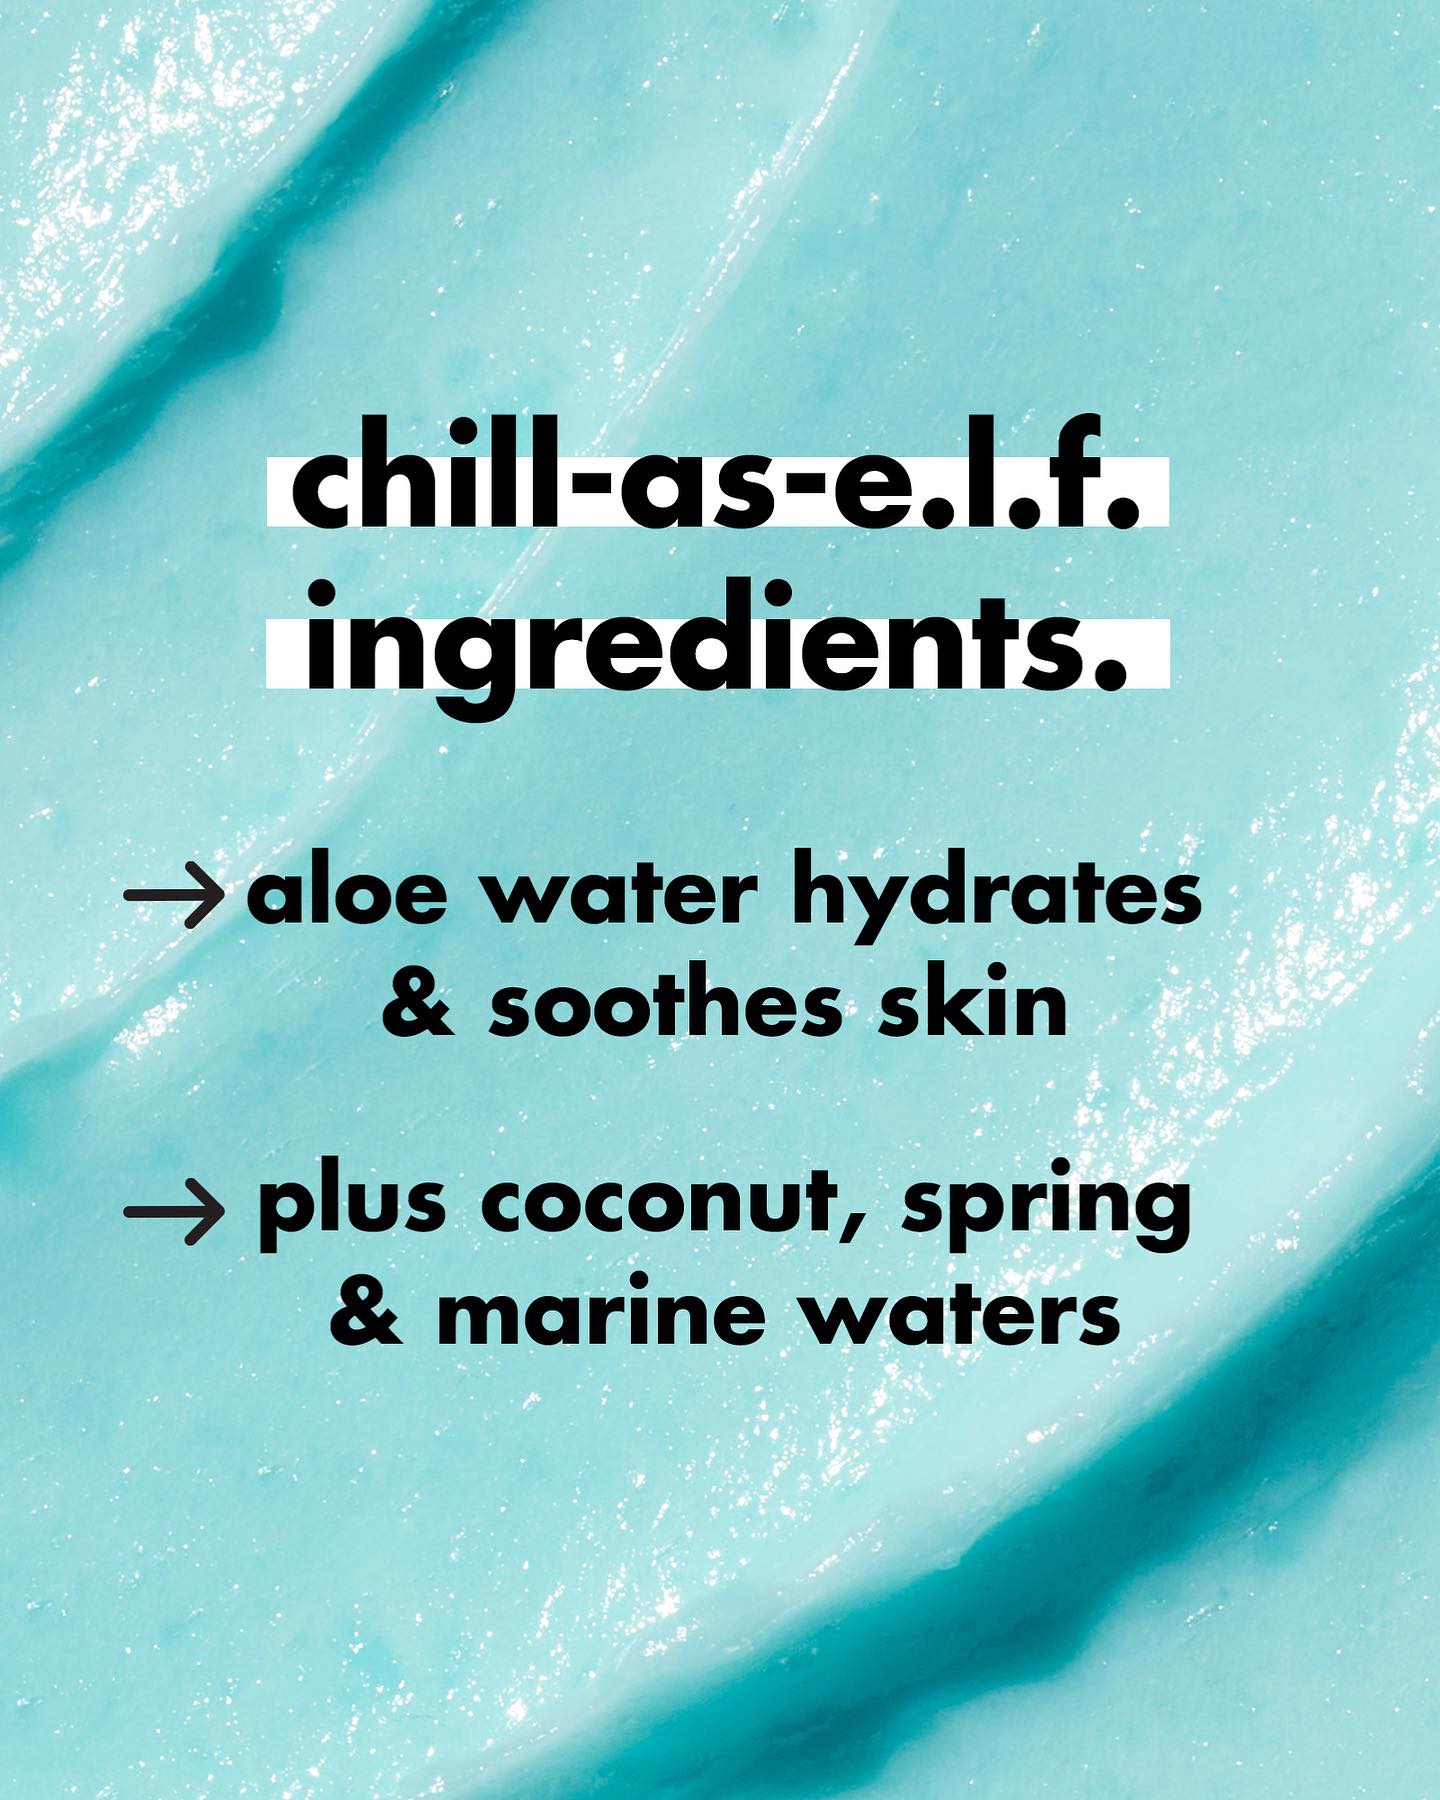 chill-as-e.l.f.
ingredients.
→ aloe water hydrates
& soothes skin
→ plus coconut, spring
& marine waters